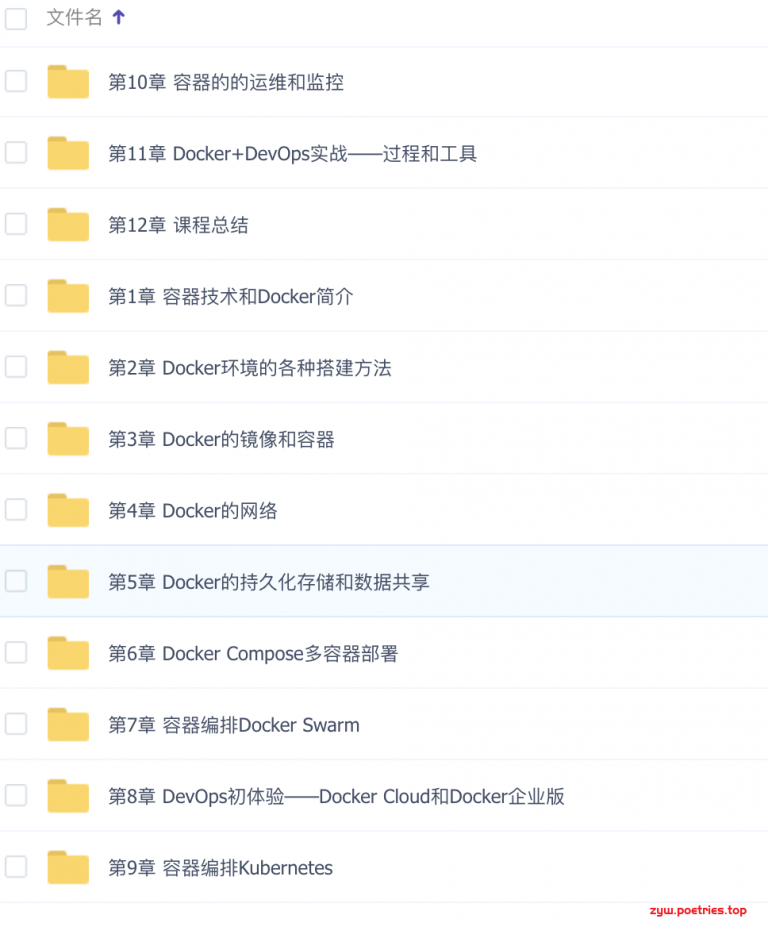 文件名
第10章 容器的的运维和监控
第11章 Docker+DevOps实战——过程和工具
第12章 课程总结
第1章 容器技术和Docker简介
第2章 Docker环境的各种搭建方法
第3章 Docker的镜像和容器
第4章 Docker的网络
第5章 Docker的持久化存储和数据共享
第6章 Docker Compose多容器部署
第7章 容器编排Docker Swarm
第8章 DevOps初体验——Docker Cloud和Docker企业版
第9章 容器编排Kubernetes
zyw.poetries.top